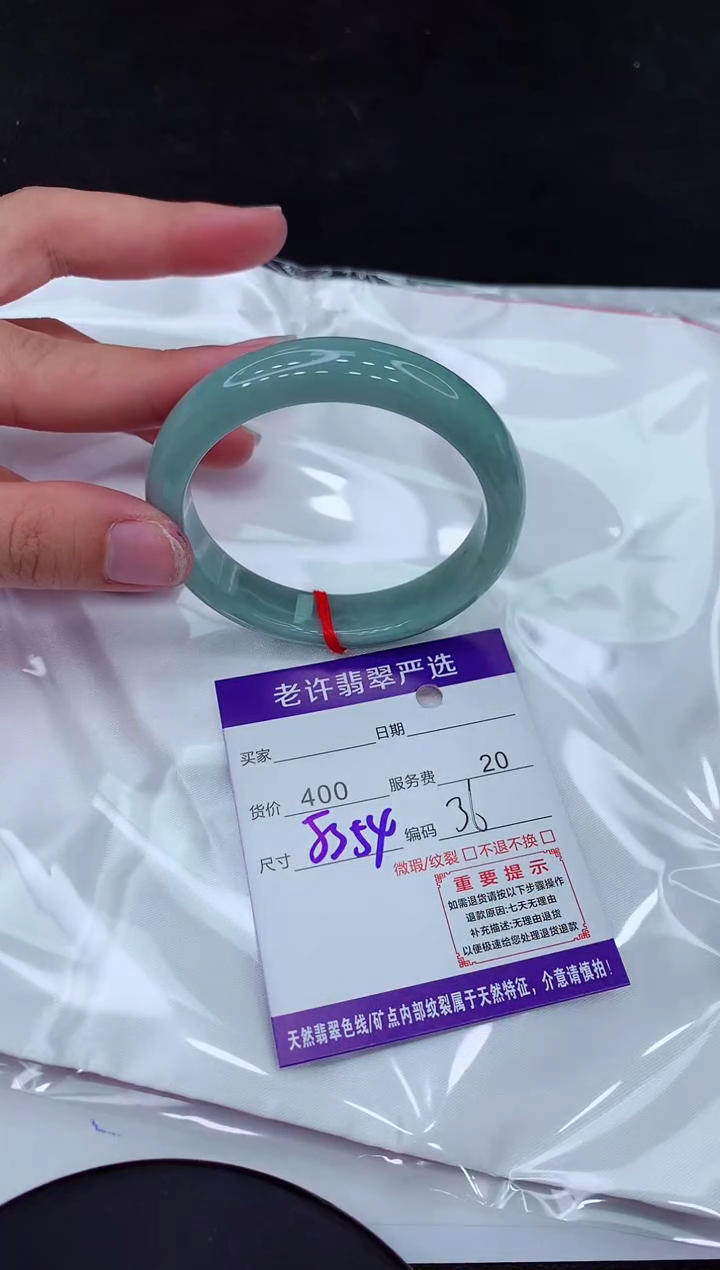 老许翡翠严选
买家 日期
货价 400 服务费 20
尺寸 5354 编码 36
微瑕/纹裂 □不退不换 □
重要提示
如需退货请按以下步骤操作
退款原因:七天无理由
补充描述:无理由退货
以便极速给您处理退货退款
天然翡翠色线/矿点内部纹裂属于天然特征，介意请慎拍!